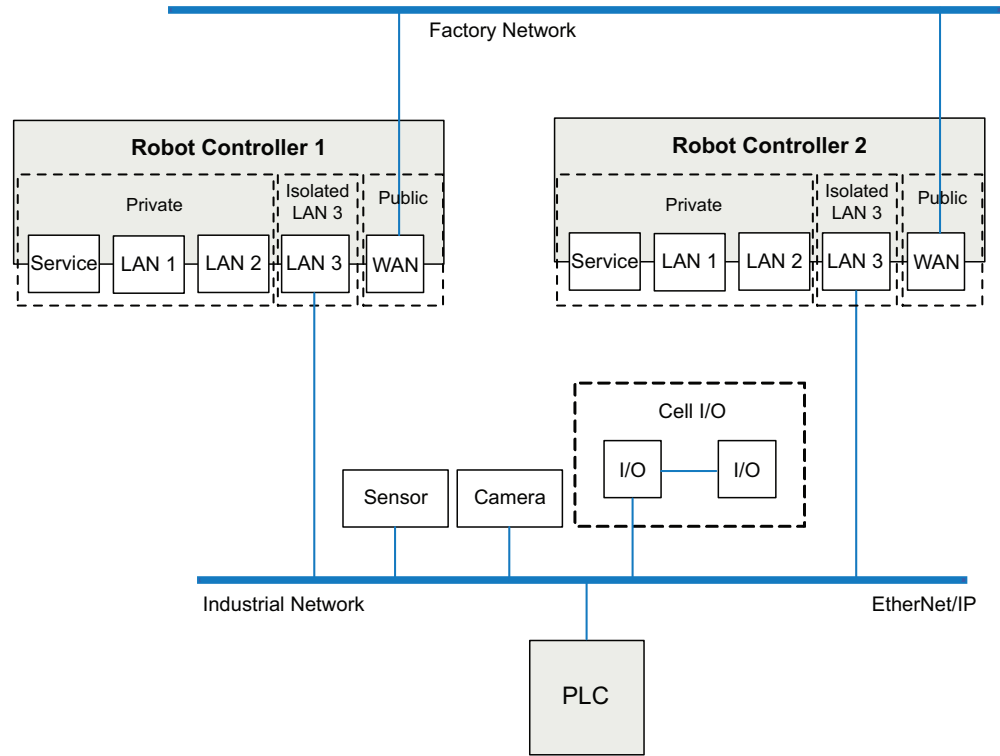 Factory Network
Robot Controller 1
Private
Isolated
LAN 3
Public
Service
LAN 1
LAN 2
LAN 3
WAN
Robot Controller 2
Private
Isolated
LAN 3
Public
Service
LAN 1
LAN 2
LAN 3
WAN
Cell I/O
I/O
I/O
Sensor
Camera
Industrial Network
EtherNet/IP
PLC